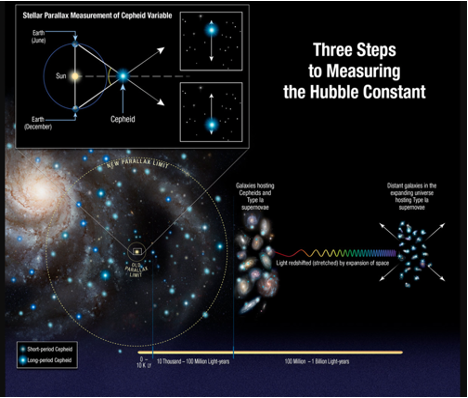 Stellar Parallax Measurement of Cepheid Variable
Earth
(June)
Sun
Earth
(December)
Cepheid
Three Steps
to Measuring
the Hubble Constant
NEW PARALLAX LIMIT
OLD
PARALLAX
LIMIT
Galaxies hosting
Cepheids and
Type Ia
supernovae
Distant galaxies in the
expanding universe
hosting Type Ia
supernovae
Light redshifted (stretched) by expansion of space
Short-period Cepheid
Long-period Cepheid
0 –
10 K LY
10 Thousand – 100 Million Light-years
100 Million – 1 Billion Light-years